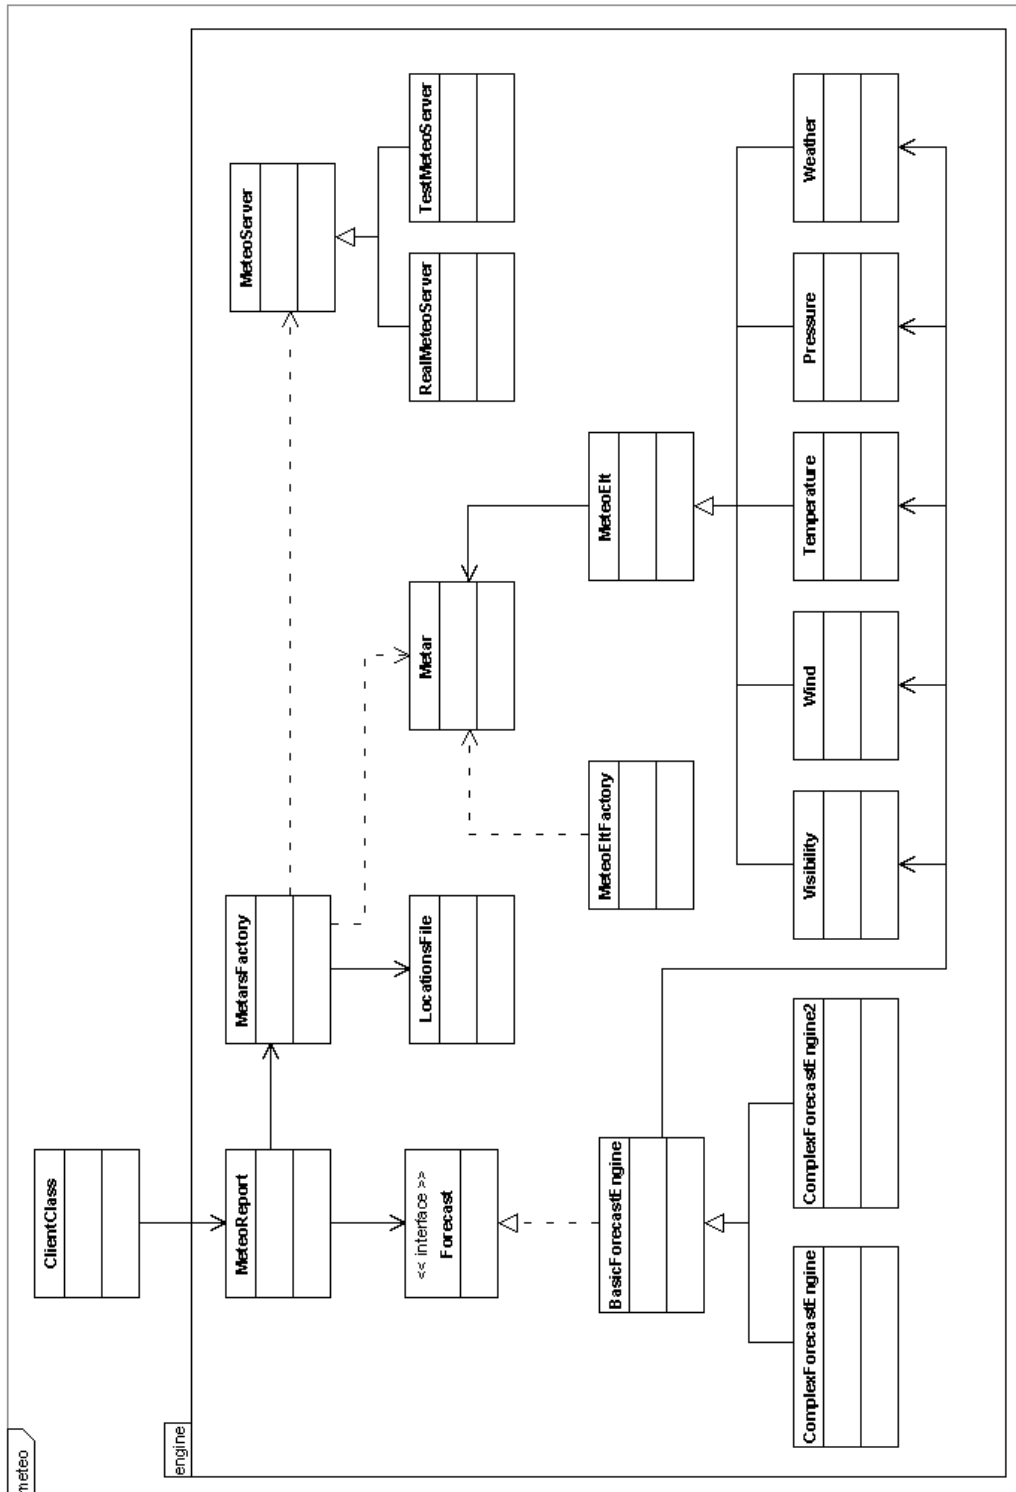 meteo
engine
ClientClass
MeteoReport
MetarsFactory
MeteoServer
<< interface >>
Forecast
LocationsFile
Metar
RealMeteoServer
TestMeteoServer
BasicForecastEngine
MeteoEltFactory
MeteoElt
ComplexForecastEngine
ComplexForecastEngine2
Visibility
Wind
Temperature
Pressure
Weather